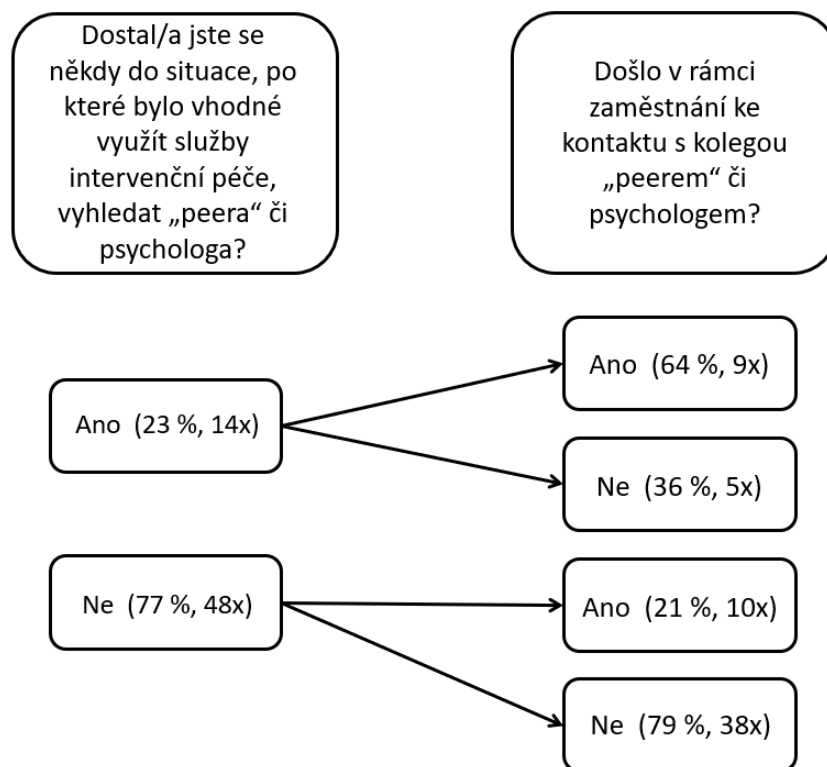 Dostal/a jste se
někdy do situace, po
které bylo vhodné
využít služby
intervenční péče,
vyhledat „peera“ či
psychologa?
Došlo v rámci
zaměstnání ke
kontaktu s kolegou
„peerem“ či
psychologem?
Ano (23 %, 14x)
Ano (64 %, 9x)
Ne (36 %, 5x)
Ne (77 %, 48x)
Ano (21 %, 10x)
Ne (79 %, 38x)